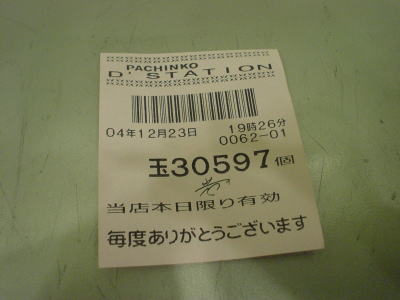 PACHINKO
D' STATION
04年12月23日 19時26分
0062-01
玉30597個
当店本日限り有効
毎度ありがとうございます